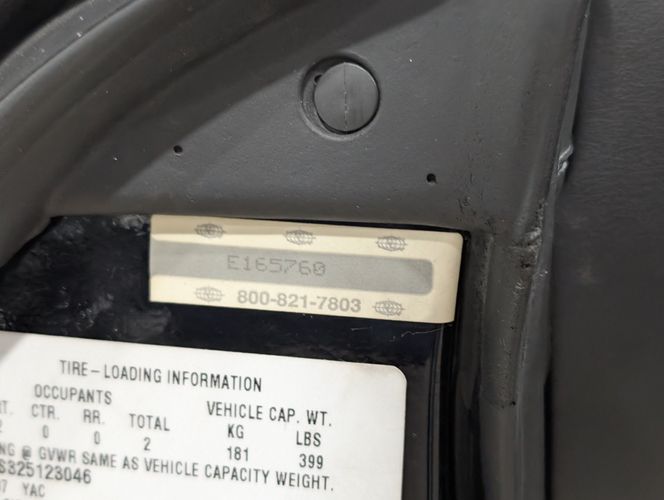 E165760
800-821-7803
TIRE-LOADING INFORMATION
OCCUPANTS VEHICLE CAP. WT.
CTR. RR. TOTAL KG LBS
2 0 0 2 181 399
@ GVWR SAME AS VEHICLE CAPACITY WEIGHT.
S325123046
YAC